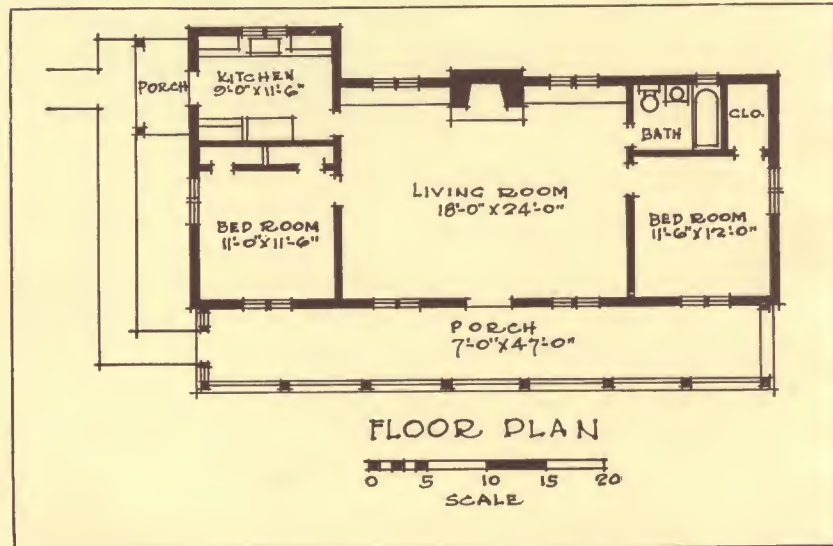 KITCHEN
9'-0" X 11'-6"
PORCH
CLO.
BATH
LIVING ROOM
18'-0" X 24'-0"
BED ROOM
11'-0" X 11'-6"
BED ROOM
11'-6" X 12'-0"
PORCH
7'-0" X 47'-0"
FLOOR PLAN
0 5 10 15 20
SCALE